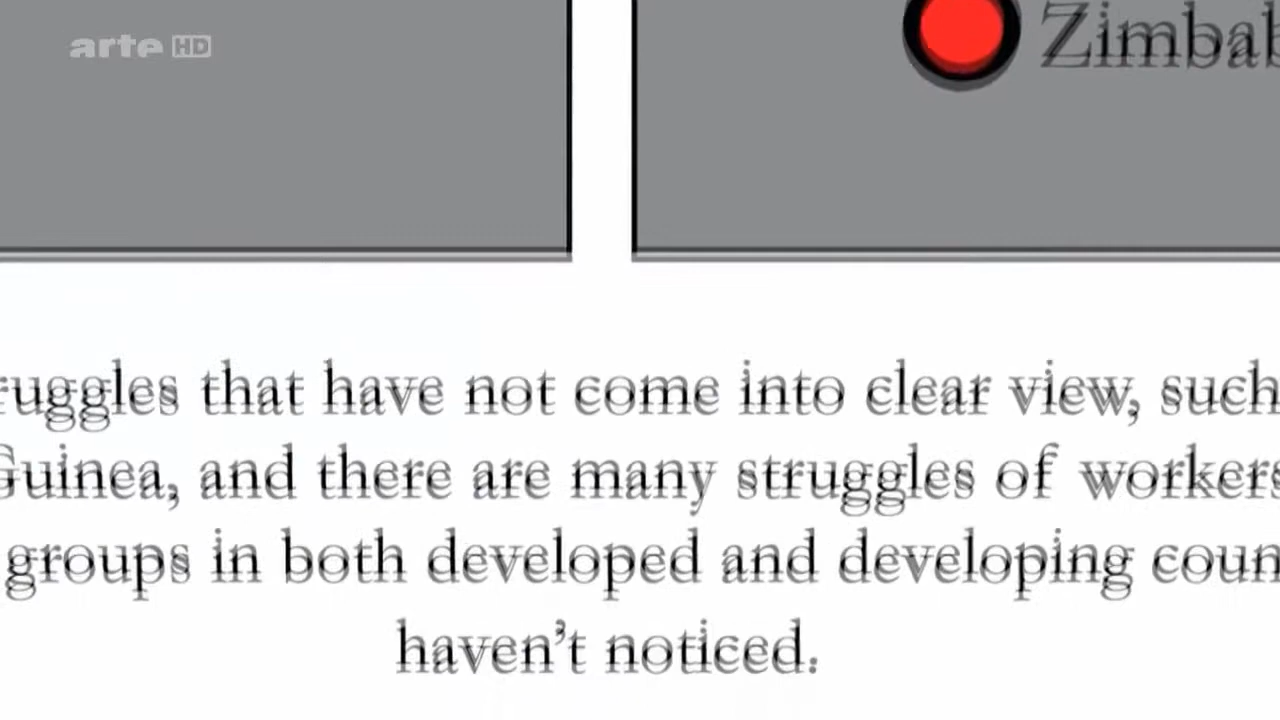 arte HD
Zimbab
ruggles that have not come into clear view, such
Guinea, and there are many struggles of workers
groups in both developed and developing coun
haven't noticed.